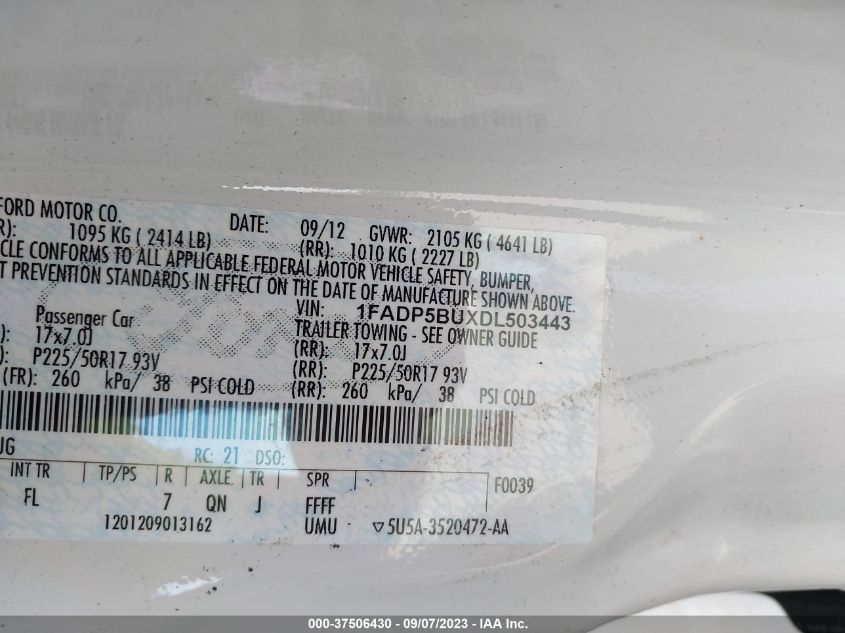 FORD MOTOR CO. DATE: 09/12 GVWR: 2105 KG ( 4641 LB)
R): 1095 KG ( 2414 LB) (RR): 1010 KG ( 2227 LB)
HICLE CONFORMS TO ALL APPLICABLE FEDERAL MOTOR VEHICLE SAFETY, BUMPER,
T PREVENTION STANDARDS IN EFFECT ON THE DATE OF MANUFACTURE SHOWN ABOVE.
VIN: 1FADP5BUXDL503443
Passenger Car TRAILER TOWING - SEE OWNER GUIDE
): 17x7.0J (RR): 17x7.0J
): P225/50R17 93V (RR): P225/50R17 93V
(FR): 260 kPa/ 38 PSI COLD (RR): 260 kPa/ 38 PSI COLD
UG RC: 21 DSO:
INT TR TP/PS R AXLE TR SPR F0039
FL 7 QN J FFFF
1201209013162 UMU ▽5U5A-3520472-AA
000-37506430 - 09/07/2023 - IAA Inc.